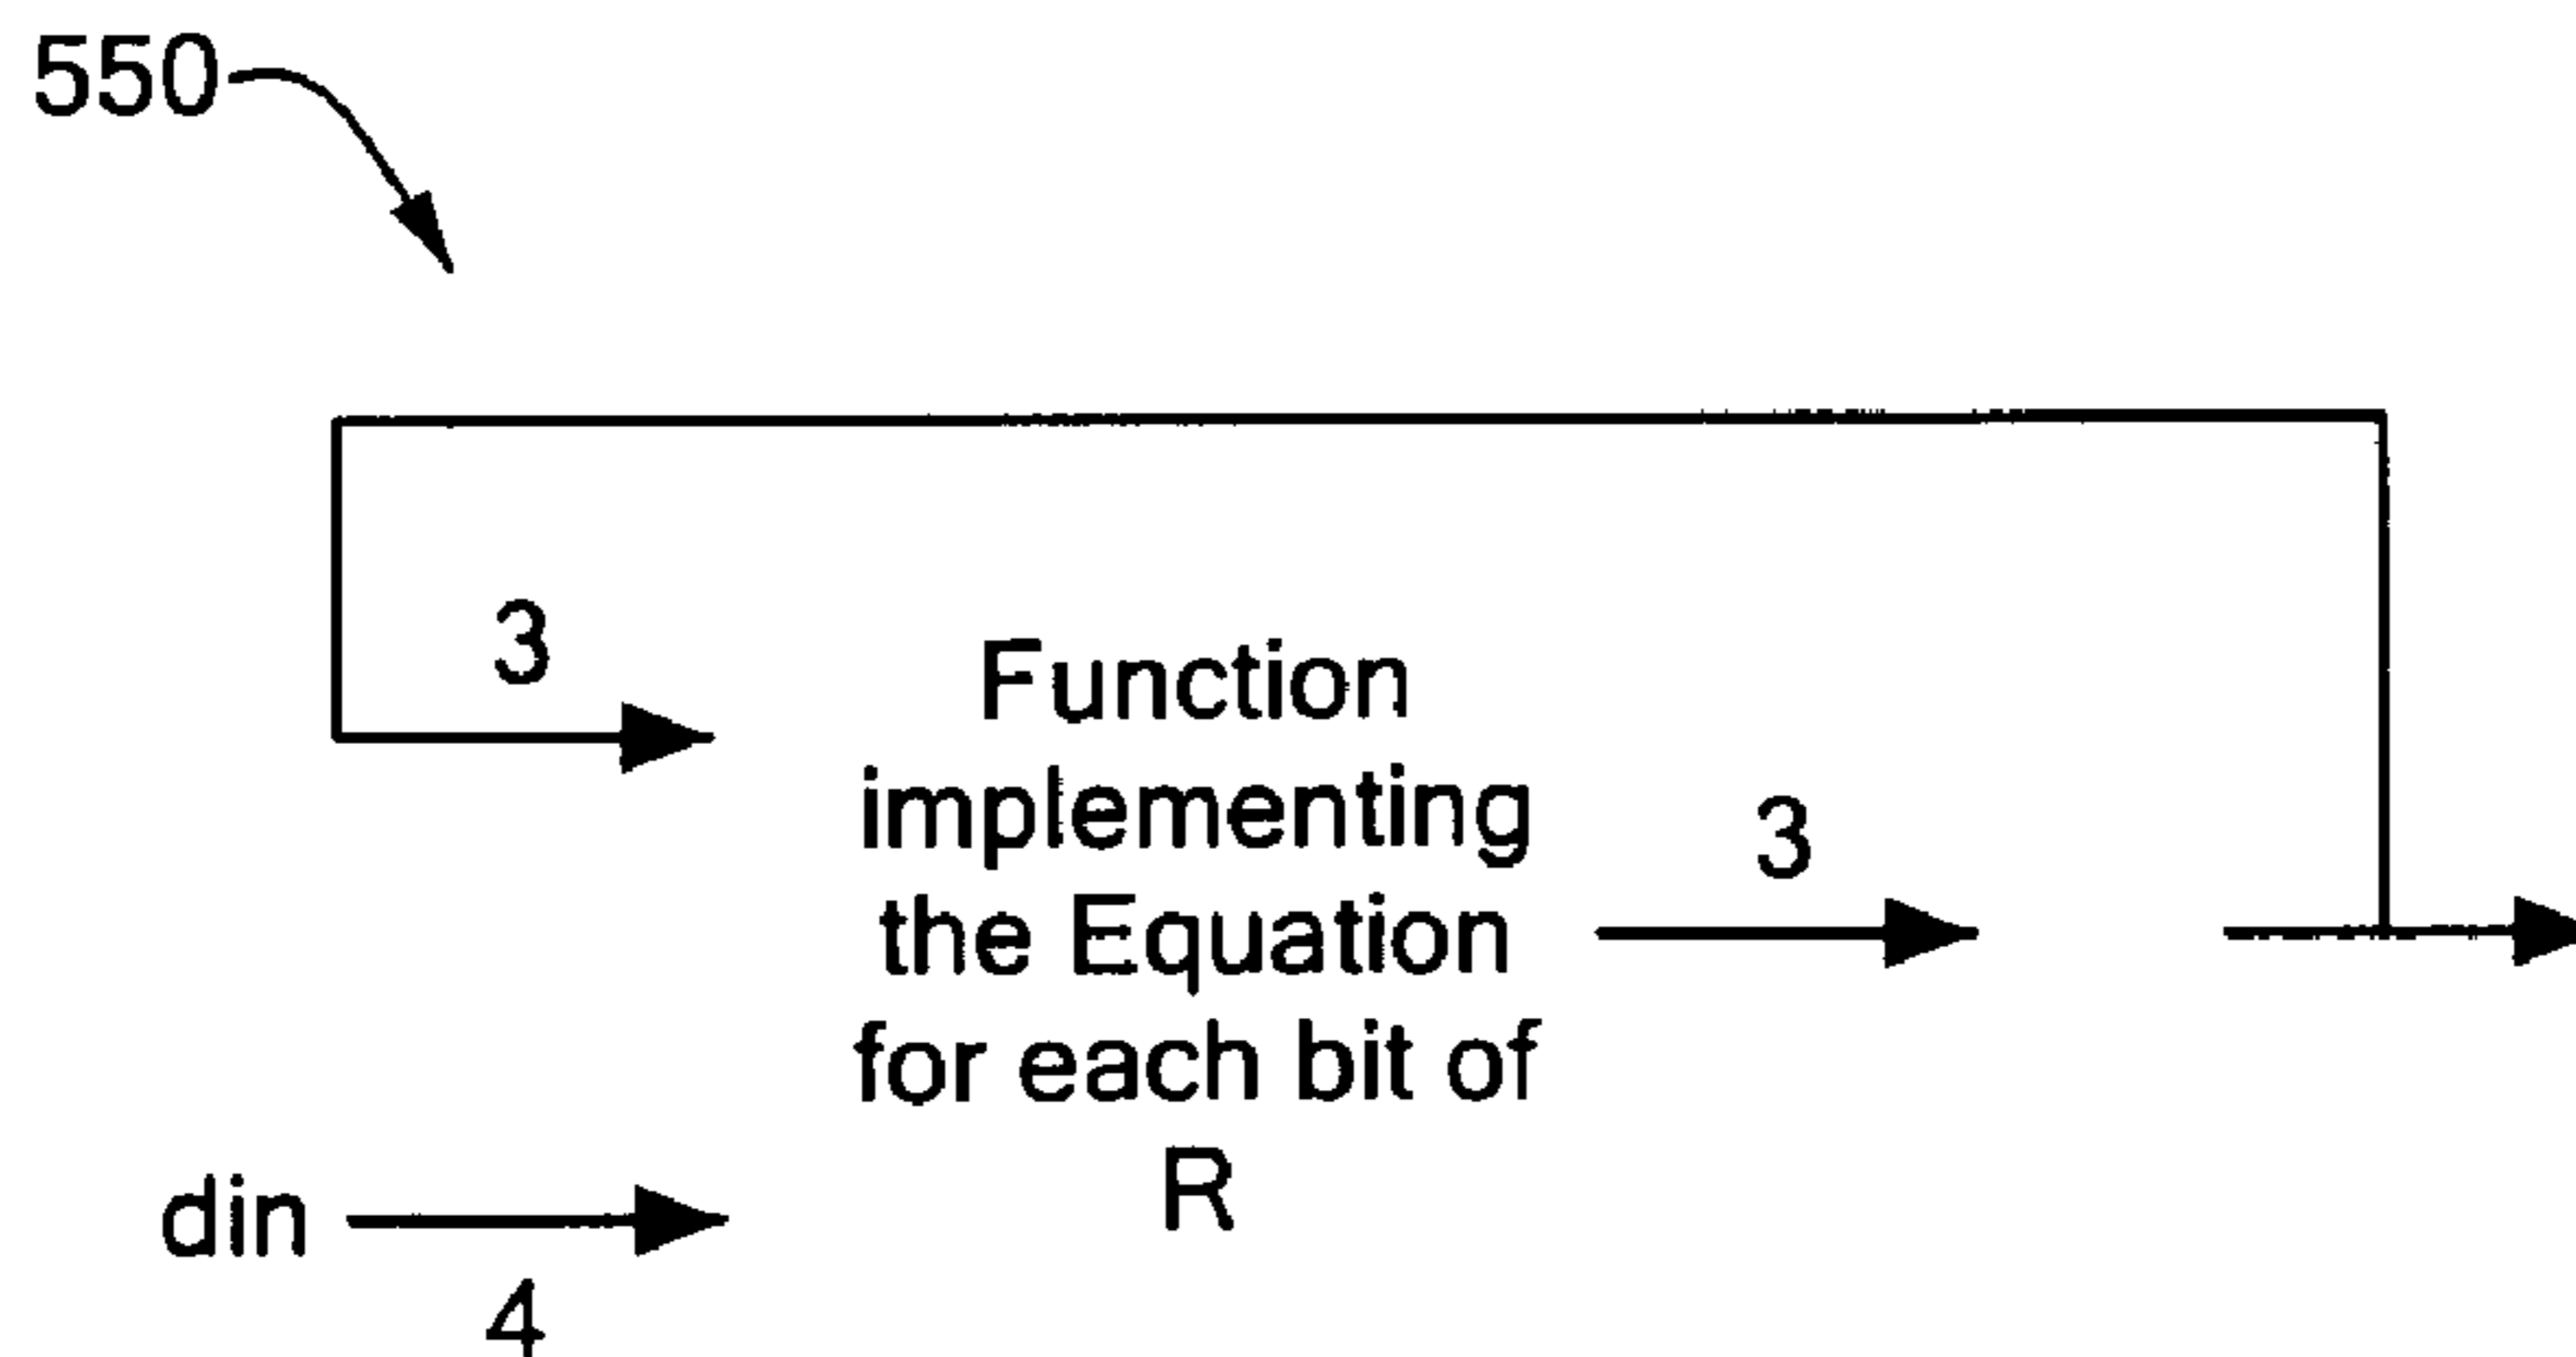 550
3
Function
implementing
3
the Equation
for each bit of
R
din
4